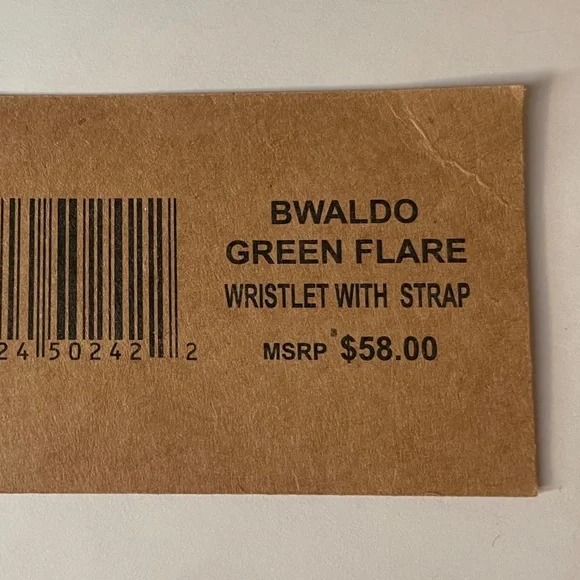 BWALDO
GREEN FLARE
WRISTLET WITH STRAP
MSRP $58.00
24 50242 2